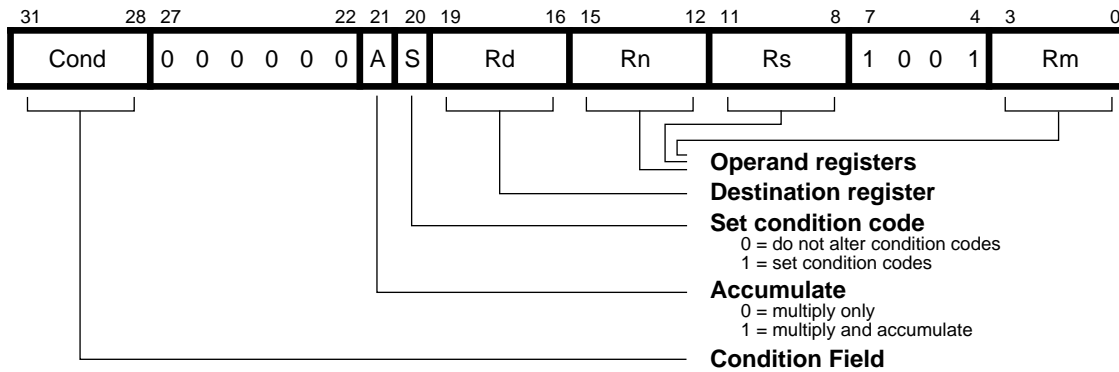 31 28 27 22 21 20 19 16 15 12 11 8 7 4 3 0
Cond 0 0 0 0 0 0 A S Rd Rn Rs 1 0 0 1 Rm
Operand registers
Destination register
Set condition code
0 = do not alter condition codes
1 = set condition codes
Accumulate
0 = multiply only
1 = multiply and accumulate
Condition Field